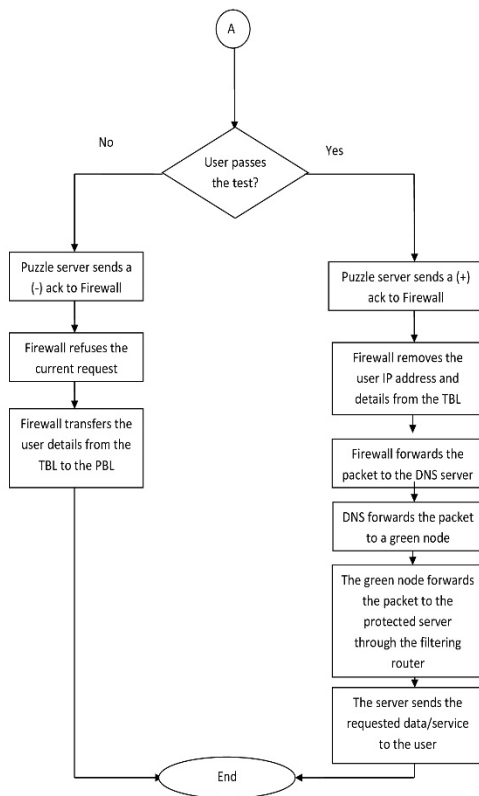 A
No
User passes
the test?
Yes
Puzzle server sends a
(-) ack to Firewall
Firewall refuses the
current request
Firewall transfers the
user details from the
TBL to the PBL
Puzzle server sends a (+)
ack to Firewall
Firewall removes the
user IP address and
details from the TBL
Firewall forwards the
packet to the DNS server
DNS forwards the packet
to a green node
The green node forwards
the packet to the
protected server
through the filtering
router
The server sends the
requested data/service
to the user
End